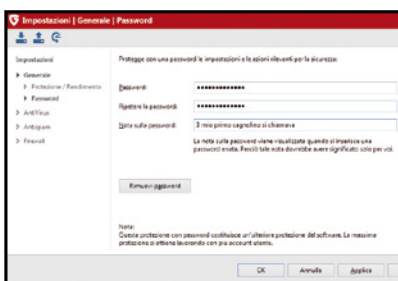 Impostazioni | Generale | Password
Impostazioni
Generale
Protezione / Rendimento
Password
AntiVirus
Antispam
Firewall
Protegge con una password le impostazioni e le azioni rilevanti per la sicurezza:
Password:
Ripetere la password:
Nota sulla password: Il mio primo cagnolino si chiamava
La nota sulla password viene visualizzata quando si inserisce una
password errata. Perciò tale nota dovrebbe avere significato solo per voi.
Rimuovi password
Nota:
Questa protezione con password costituisce un'ulteriore protezione del software. La massima
protezione si ottiene lavorando con più account utente.
OK Annulla Applica